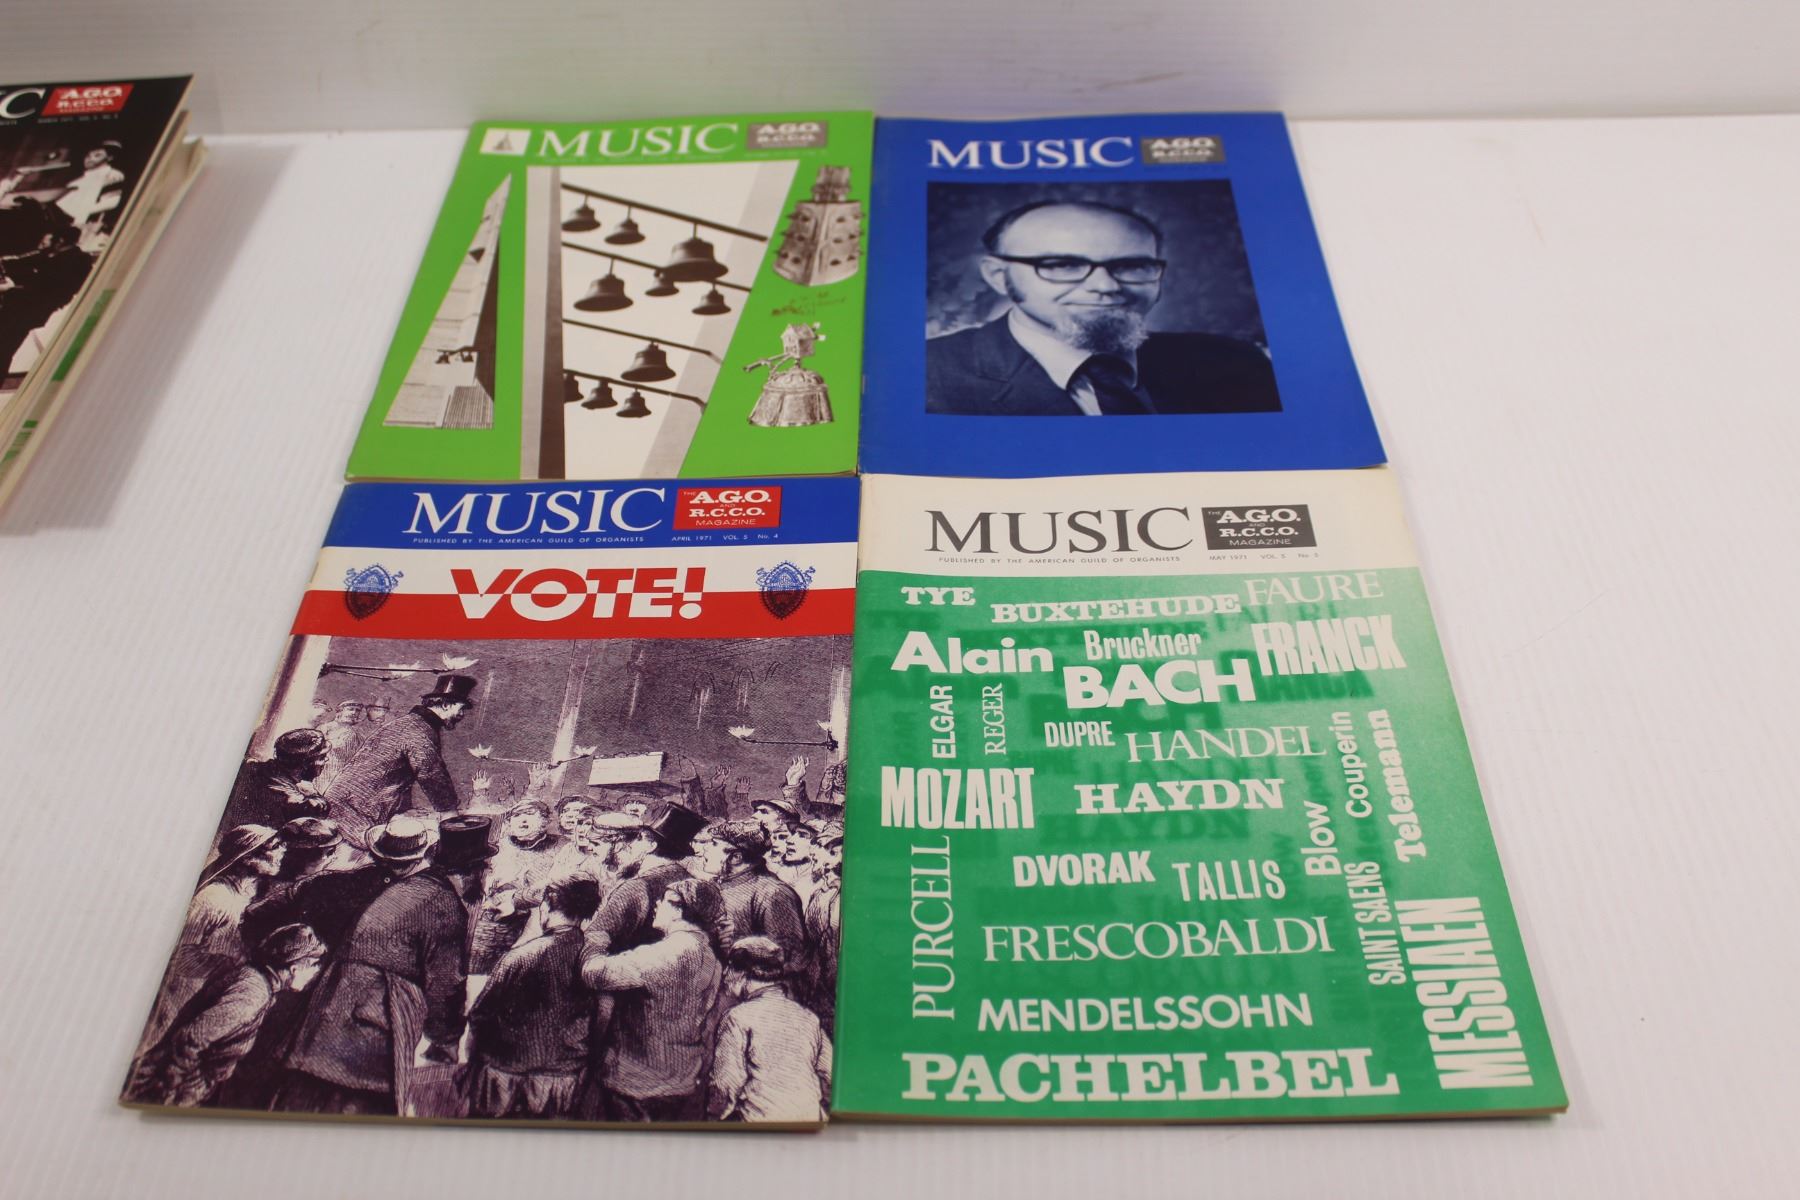 A.G.O.
R.C.C.O.
MAGAZINE
MUSIC
A.G.O.
R.C.C.O.
MUSIC
A.G.O.
R.C.C.O.
MUSIC
THE A.G.O.
AND
R.C.C.O.
MAGAZINE
PUBLISHED BY THE AMERICAN GUILD OF ORGANISTS APRIL 1971 VOL. 5 No. 4
VOTE!
MUSIC
THE A.G.O.
AND
R.C.C.O.
MAGAZINE
PUBLISHED BY THE AMERICAN GUILD OF ORGANISTS MAY 1971 VOL. 5 No. 5
TYE
BUXTEHUDE
FAURE
Alain
Bruckner
FRANCK
BACH
ELGAR
REGER
DUPRE
HANDEL
Couperin
Telemann
MOZART
HAYDN
Blow
PURCELL
DVORAK
TALLIS
SAINT SAENS
FRESCOBALDI
MESSIAEN
MENDELSSOHN
PACHELBEL